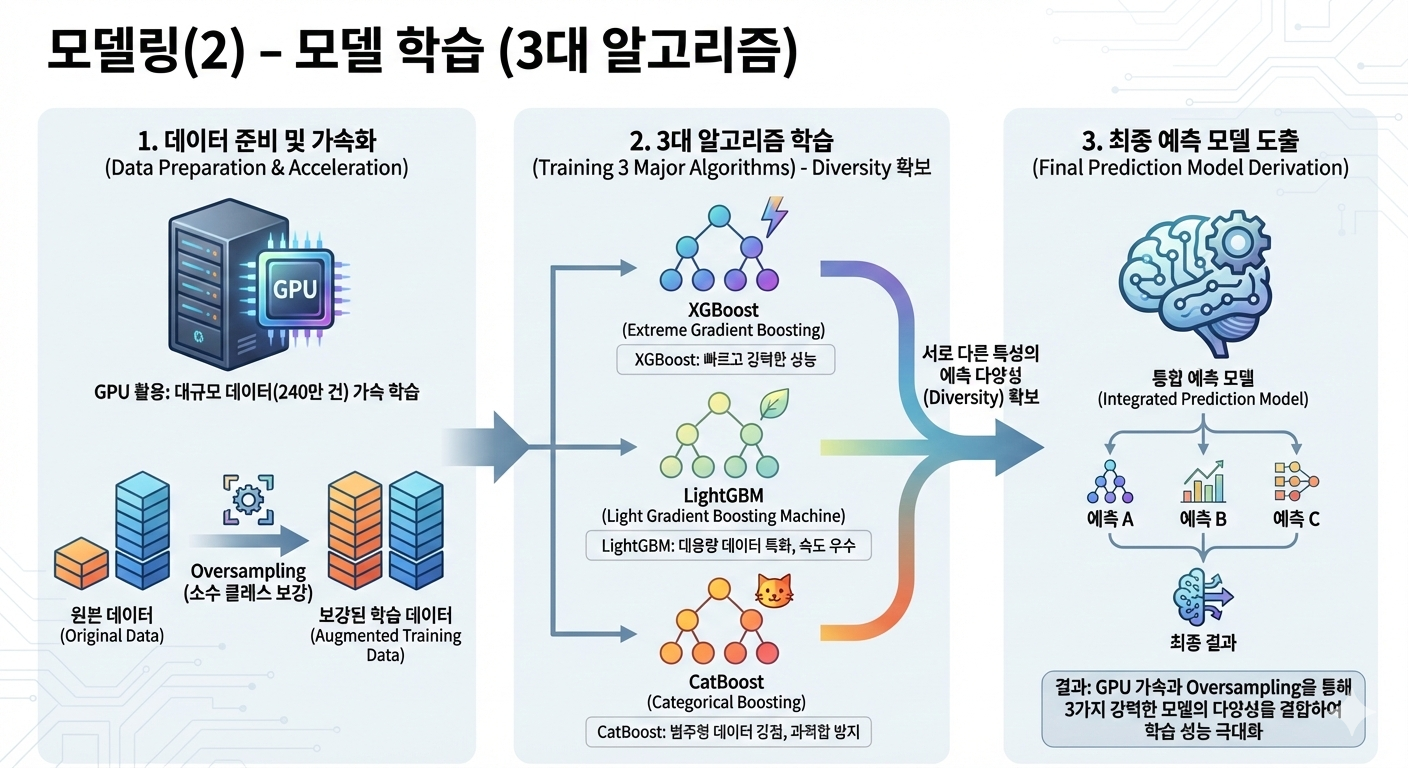 모델링(2) – 모델 학습 (3대 알고리즘)
1. 데이터 준비 및 가속화
(Data Preparation & Acceleration)
GPU
GPU 활용: 대규모 데이터(240만 건) 가속 학습
Oversampling
(소수 클래스 보강)
원본 데이터
(Original Data)
보강된 학습 데이터
(Augmented Training
Data)
2. 3대 알고리즘 학습
(Training 3 Major Algorithms) - Diversity 확보
XGBoost
(Extreme Gradient Boosting)
XGBoost: 빠르고 성능
LightGBM
(Light Gradient Boosting Machine)
LightGBM: 대용량 데이터 특화, 속도 우수
CatBoost
(Categorical Boosting)
CatBoost: 범주형 데이터 방지
서로 다른 특성의
예측 다양성
(Diversity) 확보
3. 최종 예측 모델 도출
(Final Prediction Model Derivation)
통합 예측 모델
(Integrated Prediction Model)
예측 A
예측 B
예측 C
최종 결과
결과: GPU 가속과 Oversampling을 통해
3가지 강력한 모델의 다양성을 결합하여
학습 성능 극대화